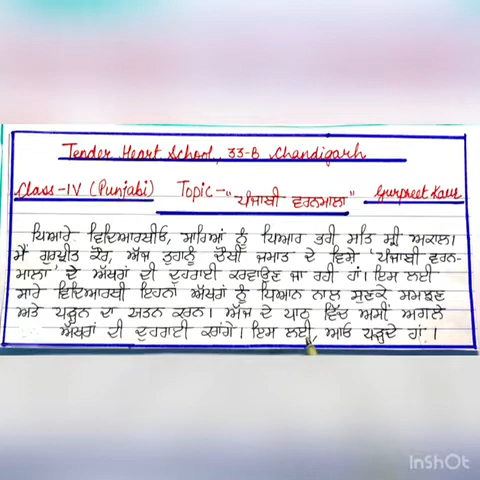 Tender Heart School, 33-B Chandigarh
Class-IV (Punjabi) Topic- "ਪੰਜਾਬੀ ਵਰਨਮਾਲਾ" Gurpreet Kaur
ਪਿਆਰੇ ਵਿਦਿਆਰਥੀਓ, ਸਾਰਿਆਂ ਨੂੰ ਪਿਆਰ ਭਰੀ ਸਤਿ ਸ੍ਰੀ ਅਕਾਲ।
ਮੈਂ ਗੁਰਪ੍ਰੀਤ ਕੌਰ, ਅੱਜ ਤੁਹਾਨੂੰ ਚੌਥੀ ਜਮਾਤ ਦੇ ਵਿਸ਼ੇ 'ਪੰਜਾਬੀ ਵਰਨ-
ਮਾਲਾ' ਦੇ ਅੱਖਰਾਂ ਦੀ ਦੁਹਰਾਈ ਕਰਵਾਉਣ ਜਾ ਰਹੀ ਹਾਂ। ਇਸ ਲਈ
ਸਾਰੇ ਵਿਦਿਆਰਥੀ ਇਹਨਾਂ ਅੱਖਰਾਂ ਨੂੰ ਧਿਆਨ ਨਾਲ ਸੁਣਕੇ ਸਮਝਣ
ਅਤੇ ਪੜ੍ਹਨ ਦਾ ਯਤਨ ਕਰਨ। ਅੱਜ ਦੇ ਪਾਠ ਵਿੱਚ ਅਸੀਂ ਅਗਲੇ
ਅੱਖਰਾਂ ਦੀ ਦੁਹਰਾਈ ਕਰਾਂਗੇ। ਇਸ ਲਈ, ਆਓ ਪੜ੍ਹਦੇ ਹਾਂ।
InShOt